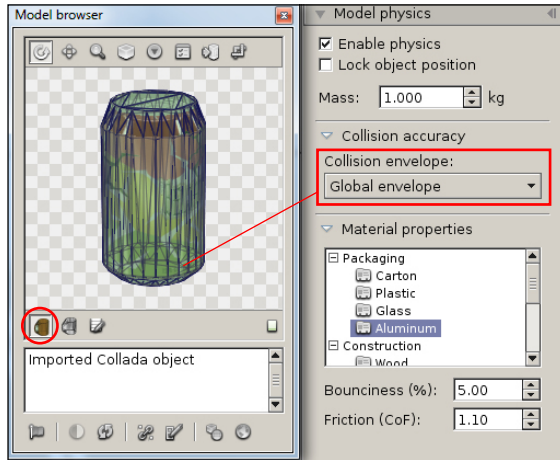 Model browser
Imported Collada object
Model physics
Enable physics
Lock object position
Mass: 1.000 kg
Collision accuracy
Collision envelope:
Global envelope
Material properties
Packaging
Carton
Plastic
Glass
Aluminum
Construction
Wood
Bounciness (%): 5.00
Friction (CoF): 1.10